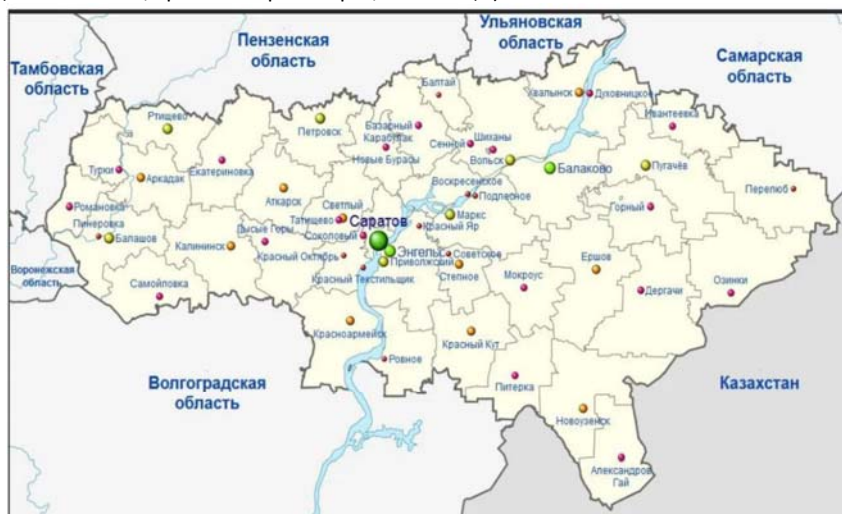 Ульяновская
область
Пензенская
область
Самарская
область
Тамбовская
область
Балтай
Хвалынск
Духовницкое
Ртищево
Петровск
Базарный
Карабулак
Ивантеевка
Сенной
Шиханы
Новые Бурасы
Вольск
Балаково
Пугачёв
Турки
Аркадак
Екатериновка
Перелюб
Аткарск
Светлый
Воскресенское
Подлесное
Романовка
Татищево
Маркс
Горный
Саратов
Красный Яр
Пинеровка
Балашов
Лысые Горы
Соколовый
Калининск
Энгельс
Советское
Красный Октябрь
Приволжский
Степное
Ершов
Воронежская
область
Красный Текстильщик
Мокроус
Самойловка
Дергачи
Озинки
Красноармейск
Красный Кут
Ровное
Волгоградская
область
Питерка
Казахстан
Новоузенск
Александров
Гай